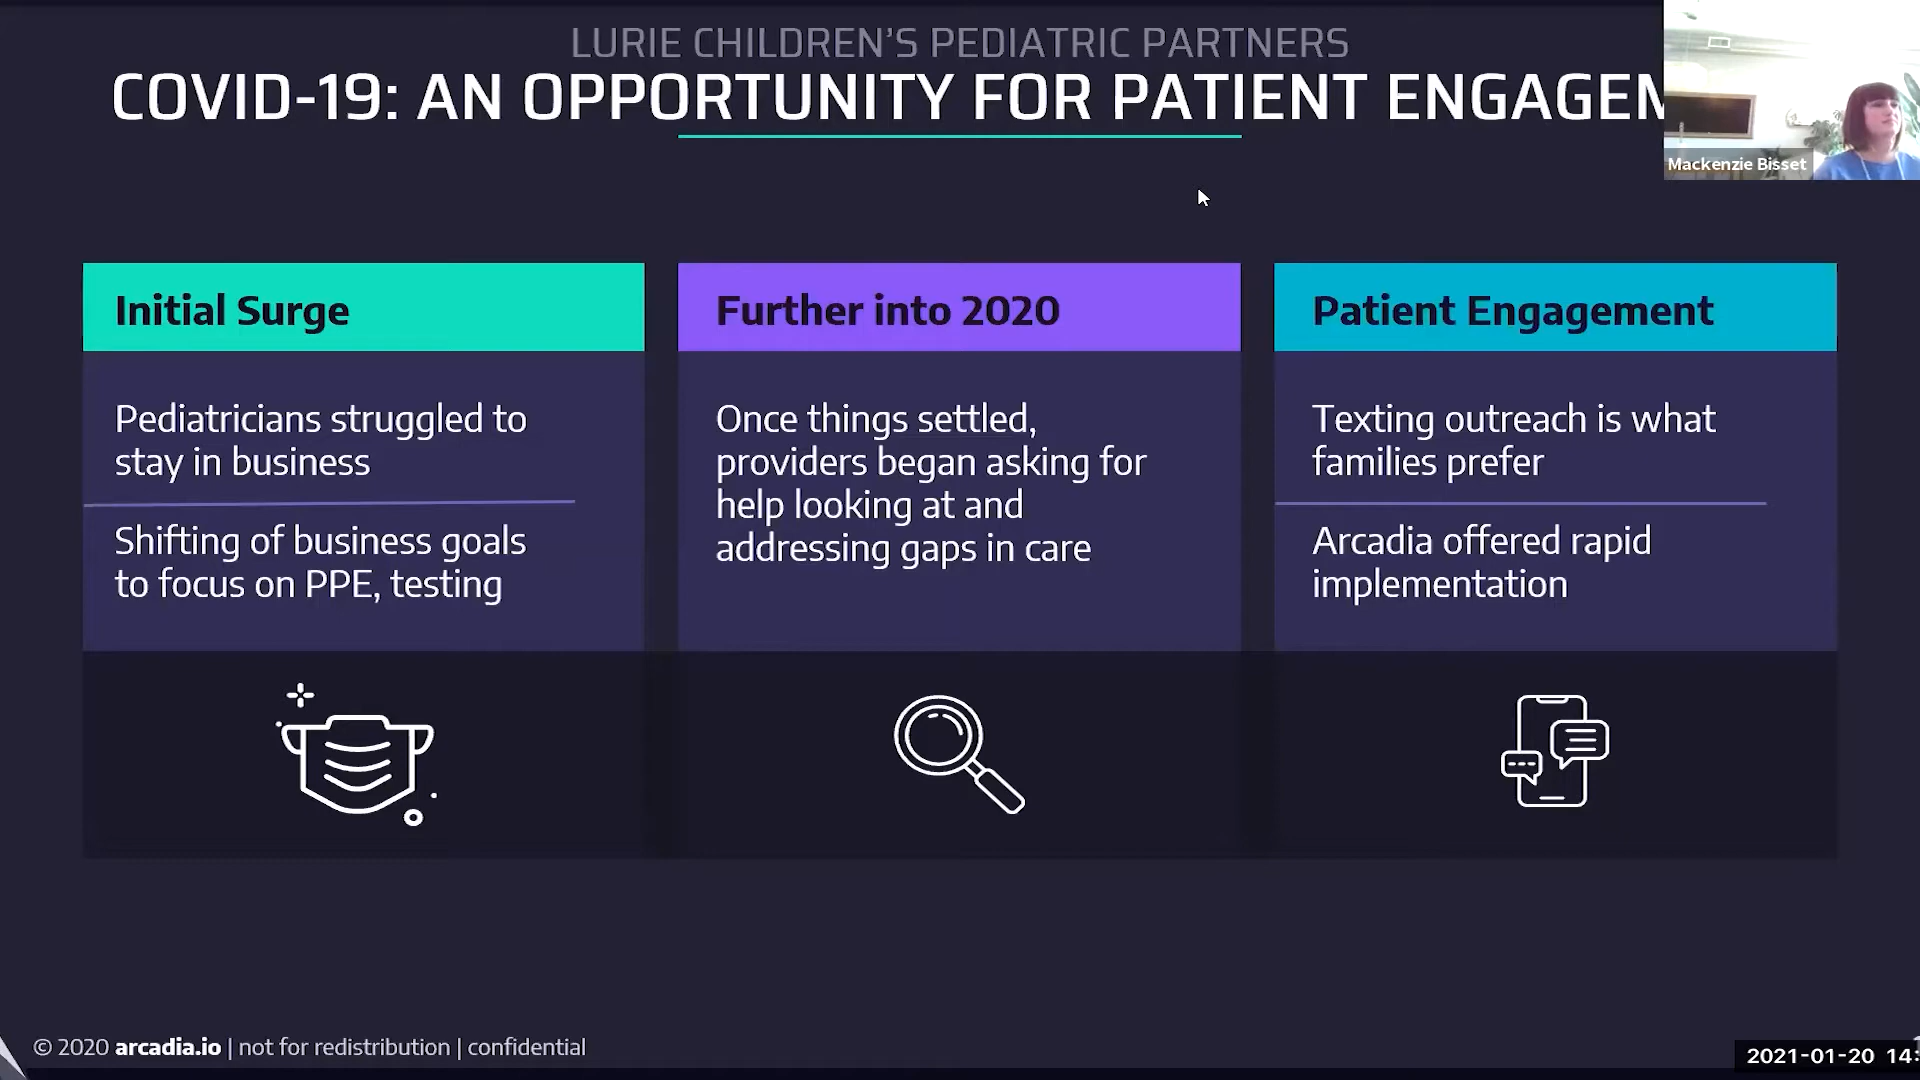 LURIE CHILDREN'S PEDIATRIC PARTNERS
COVID-19: AN OPPORTUNITY FOR PATIENT ENGAGEM
Mackenzie Bisset
Initial Surge
Pediatricians struggled to
stay in business
Shifting of business goals
to focus on PPE, testing
Further into 2020
Once things settled,
providers began asking for
help looking at and
addressing gaps in care
Patient Engagement
Texting outreach is what
families prefer
Arcadia offered rapid
implementation
© 2020 arcadia.io | not for redistribution | confidential
2021-01-20 14: